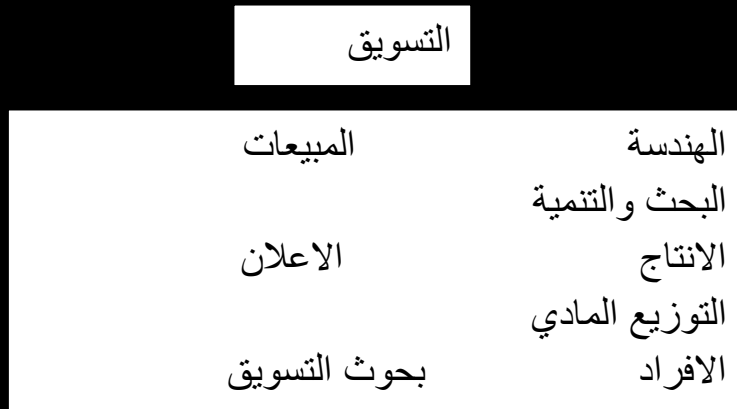 التسويق
الهندسة المبيعات
البحث والتنمية
الانتاج الاعلان
التوزيع المادي
الافراد بحوث التسويق